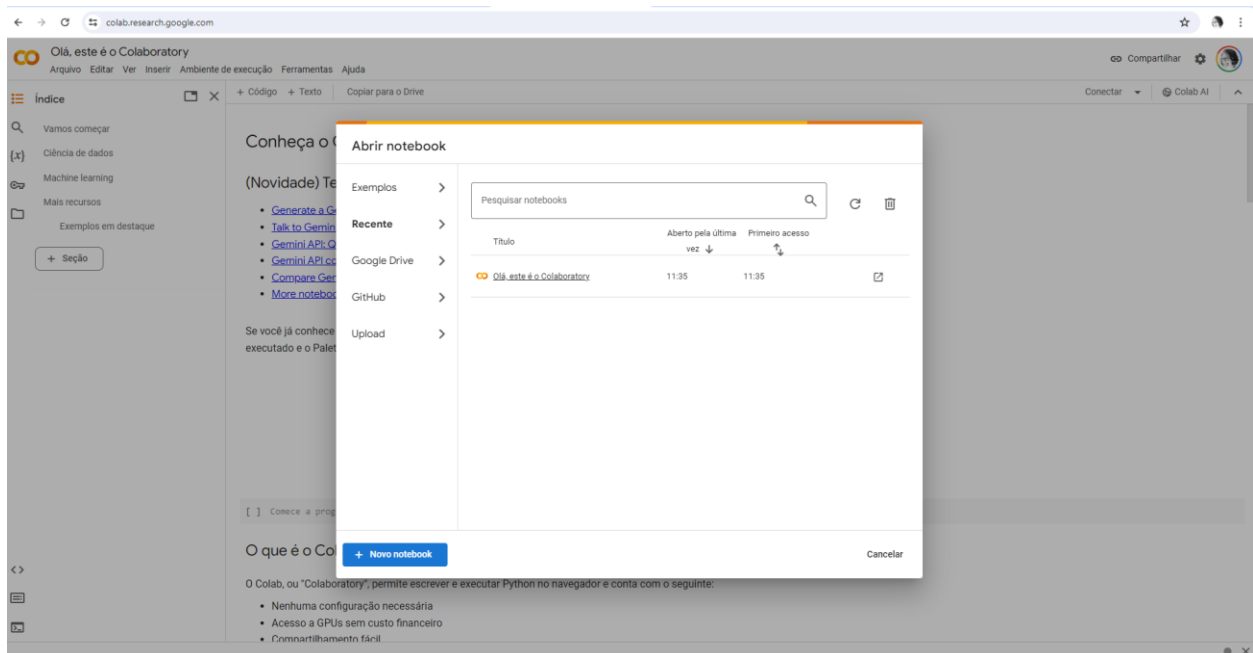 colab.research.google.com
Olá, este é o Colaboratory
Arquivo Editar Ver Inserir Ambiente de execução Ferramentas Ajuda
Compartilhar
Índice
+ Código + Texto Copiar para o Drive
Conectar
Colab AI
Vamos começar
Ciência de dados
Machine learning
Mais recursos
Exemplos em destaque
+ Seção
Conheça o
(Novidade) Te
Generate a
Talk to Gemin
Gemini API: Q
Gemini API co
Compare Ger
More noteboo
Se você já conhece
executado e o Palet
[ ] Comece a prog
O que é o Co
O Colab, ou "Colaboratory", permite escrever e executar Python no navegador e conta com o seguinte:
Nenhuma configuração necessária
Acesso a GPUs sem custo financeiro
Compartilhamento fácil
Abrir notebook
Exemplos
Recente
Google Drive
GitHub
Upload
Pesquisar notebooks
Título
Aberto pela última
vez
Primeiro acesso
Olá, este é o Colaboratory 11:35 11:35
+ Novo notebook
Cancelar